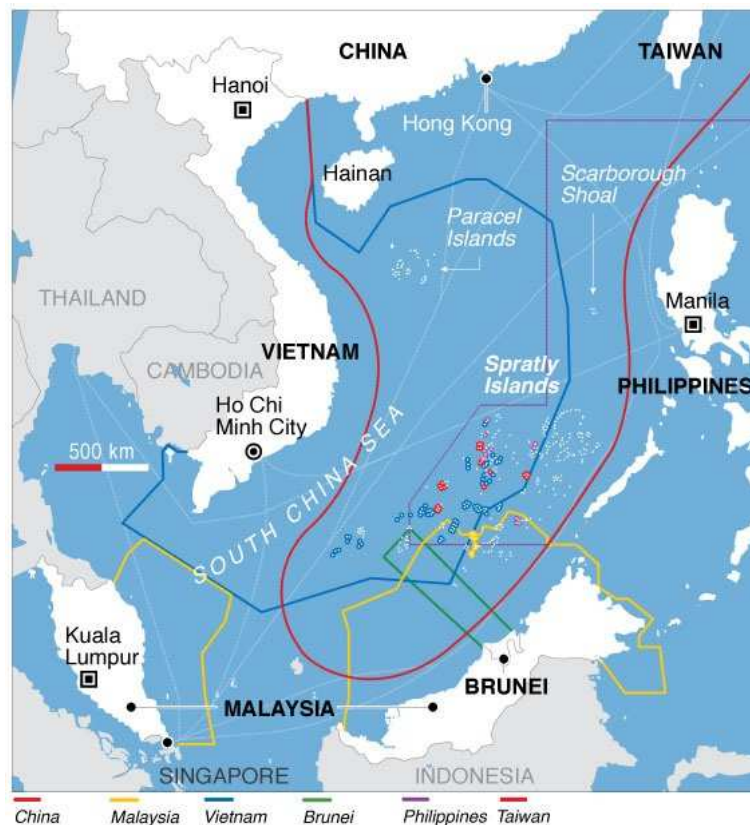 CHINA
TAIWAN
Hanoi
Hong Kong
Hainan
Scarborough
Shoal
Paracel
Islands
THAILAND
Manila
VIETNAM
CAMBODIA
Spratly
Islands
PHILIPPINES
Ho Chi
Minh City
500 km
SOUTH CHINA SEA
Kuala
Lumpur
BRUNEI
MALAYSIA
SINGAPORE
INDONESIA
China
Malaysia
Vietnam
Brunei
Philippines
Taiwan